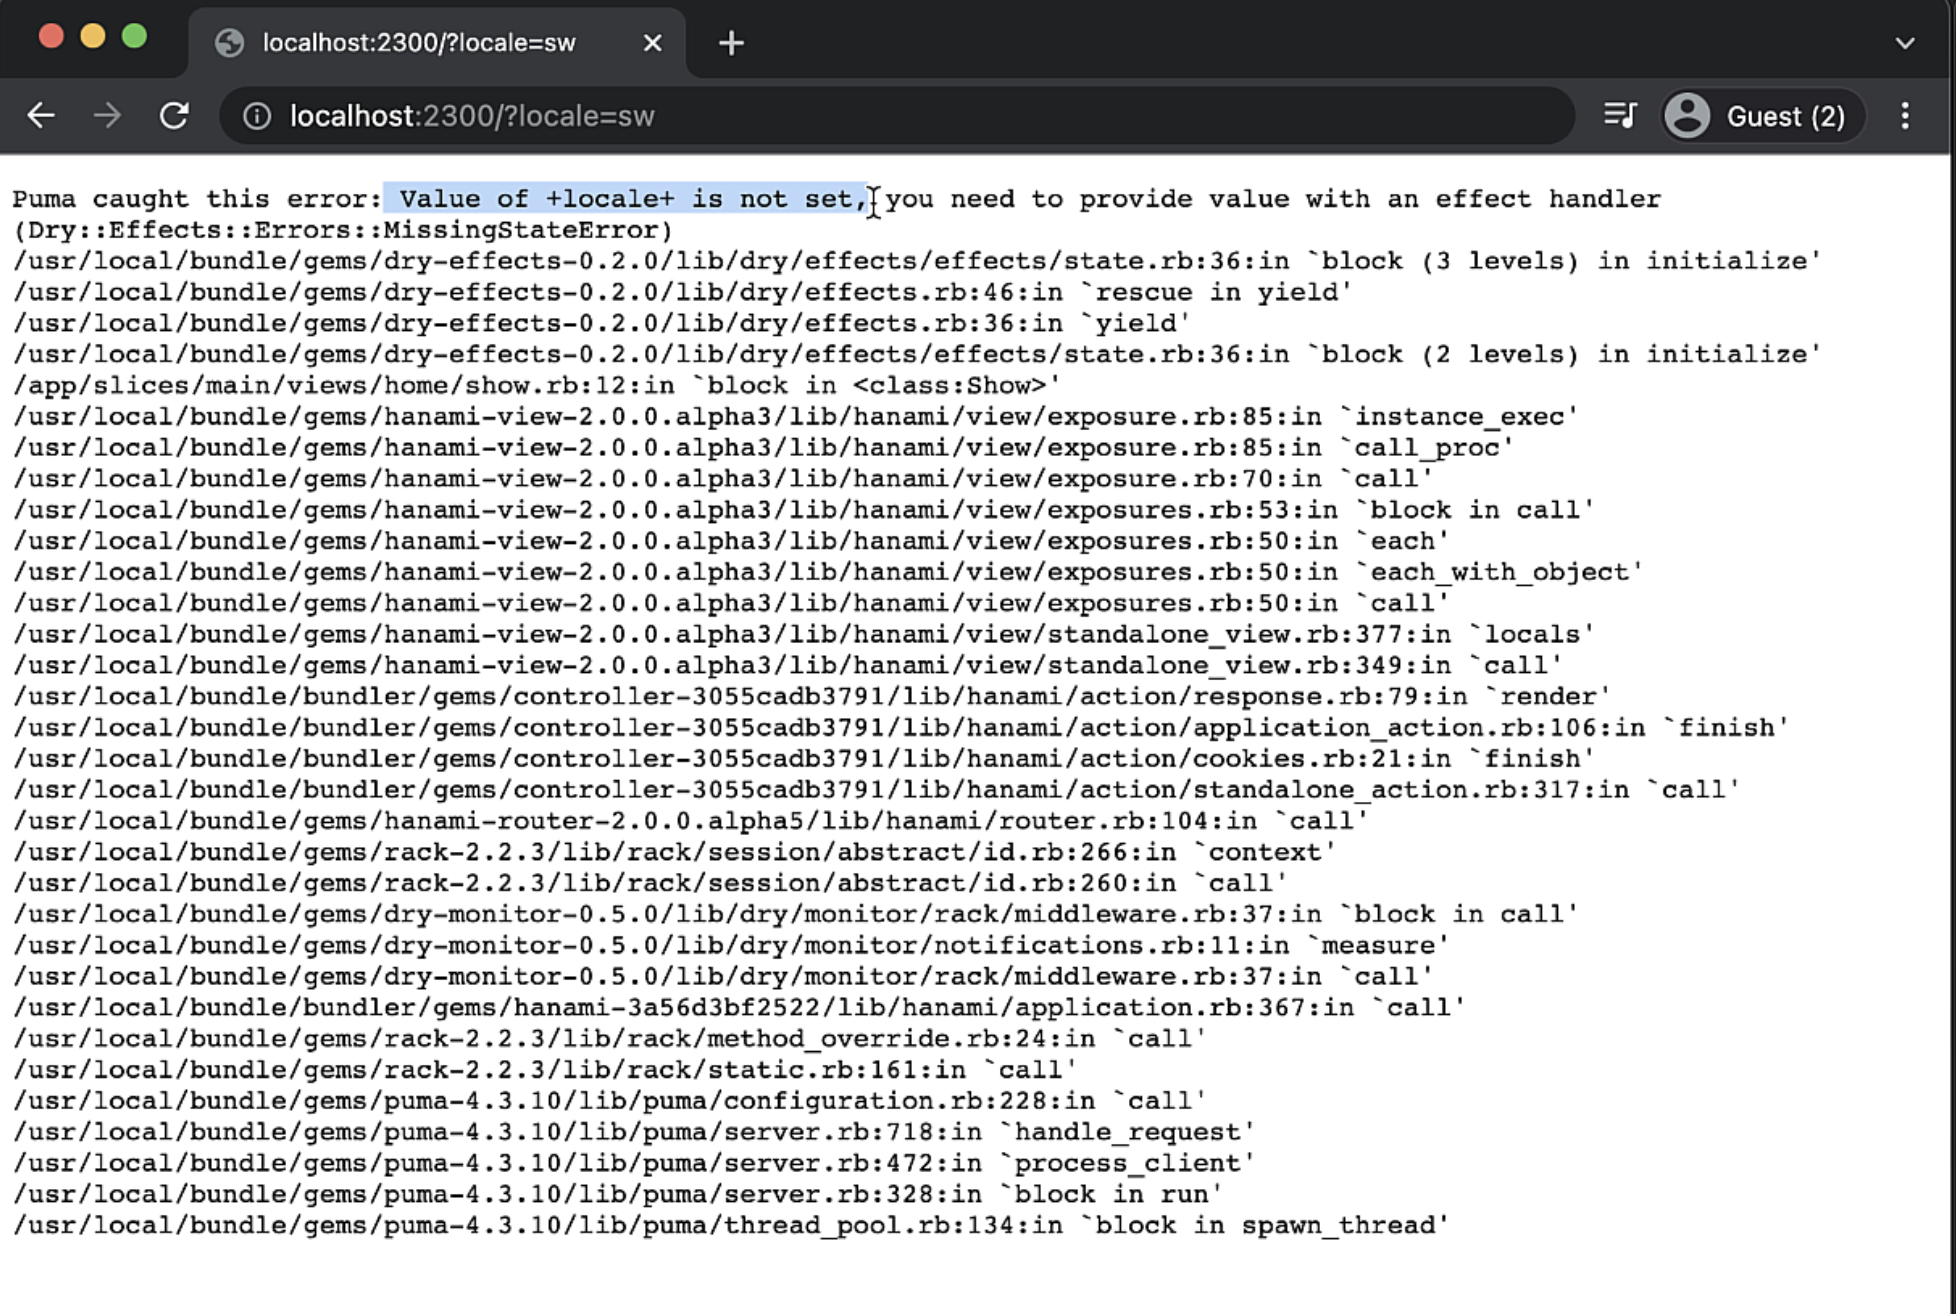 localhost:2300/?locale=sw
localhost:2300/?locale=sw
Guest (2)
Puma caught this error: Value of +locale+ is not set, you need to provide value with an effect handler
(Dry::Effects::Errors::MissingStateError)
/usr/local/bundle/gems/dry-effects-0.2.0/lib/dry/effects/effects/state.rb:36:in `block (3 levels) in initialize'
/usr/local/bundle/gems/dry-effects-0.2.0/lib/dry/effects.rb:46:in `rescue in yield'
/usr/local/bundle/gems/dry-effects-0.2.0/lib/dry/effects.rb:36:in `yield'
/usr/local/bundle/gems/dry-effects-0.2.0/lib/dry/effects/effects/state.rb:36:in `block (2 levels) in initialize'
/app/slices/main/views/home/show.rb:12:in `block in <class:Show>'
/usr/local/bundle/gems/hanami-view-2.0.0.alpha3/lib/hanami/view/exposure.rb:85:in `instance_exec'
/usr/local/bundle/gems/hanami-view-2.0.0.alpha3/lib/hanami/view/exposure.rb:85:in `call_proc'
/usr/local/bundle/gems/hanami-view-2.0.0.alpha3/lib/hanami/view/exposure.rb:70:in `call'
/usr/local/bundle/gems/hanami-view-2.0.0.alpha3/lib/hanami/view/exposures.rb:53:in `block in call'
/usr/local/bundle/gems/hanami-view-2.0.0.alpha3/lib/hanami/view/exposures.rb:50:in `each'
/usr/local/bundle/gems/hanami-view-2.0.0.alpha3/lib/hanami/view/exposures.rb:50:in `each_with_object'
/usr/local/bundle/gems/hanami-view-2.0.0.alpha3/lib/hanami/view/exposures.rb:50:in `call'
/usr/local/bundle/gems/hanami-view-2.0.0.alpha3/lib/hanami/view/standalone_view.rb:377:in `locals'
/usr/local/bundle/gems/hanami-view-2.0.0.alpha3/lib/hanami/view/standalone_view.rb:349:in `call'
/usr/local/bundle/bundler/gems/controller-3055cadb3791/lib/hanami/action/response.rb:79:in `render'
/usr/local/bundle/bundler/gems/controller-3055cadb3791/lib/hanami/action/application_action.rb:106:in `finish'
/usr/local/bundle/bundler/gems/controller-3055cadb3791/lib/hanami/action/cookies.rb:21:in `finish'
/usr/local/bundle/bundler/gems/controller-3055cadb3791/lib/hanami/action/standalone_action.rb:317:in `call'
/usr/local/bundle/gems/hanami-router-2.0.0.alpha5/lib/hanami/router.rb:104:in `call'
/usr/local/bundle/gems/rack-2.2.3/lib/rack/session/abstract/id.rb:266:in `context'
/usr/local/bundle/gems/rack-2.2.3/lib/rack/session/abstract/id.rb:260:in `call'
/usr/local/bundle/gems/dry-monitor-0.5.0/lib/dry/monitor/rack/middleware.rb:37:in `block in call'
/usr/local/bundle/gems/dry-monitor-0.5.0/lib/dry/monitor/notifications.rb:11:in `measure'
/usr/local/bundle/gems/dry-monitor-0.5.0/lib/dry/monitor/rack/middleware.rb:37:in `call'
/usr/local/bundle/bundler/gems/hanami-3a56d3bf2522/lib/hanami/application.rb:367:in `call'
/usr/local/bundle/gems/rack-2.2.3/lib/rack/method_override.rb:24:in `call'
/usr/local/bundle/gems/rack-2.2.3/lib/rack/static.rb:161:in `call'
/usr/local/bundle/gems/puma-4.3.10/lib/puma/configuration.rb:228:in `call'
/usr/local/bundle/gems/puma-4.3.10/lib/puma/server.rb:718:in `handle_request'
/usr/local/bundle/gems/puma-4.3.10/lib/puma/server.rb:472:in `process_client'
/usr/local/bundle/gems/puma-4.3.10/lib/puma/server.rb:328:in `block in run'
/usr/local/bundle/gems/puma-4.3.10/lib/puma/thread_pool.rb:134:in `block in spawn_thread'